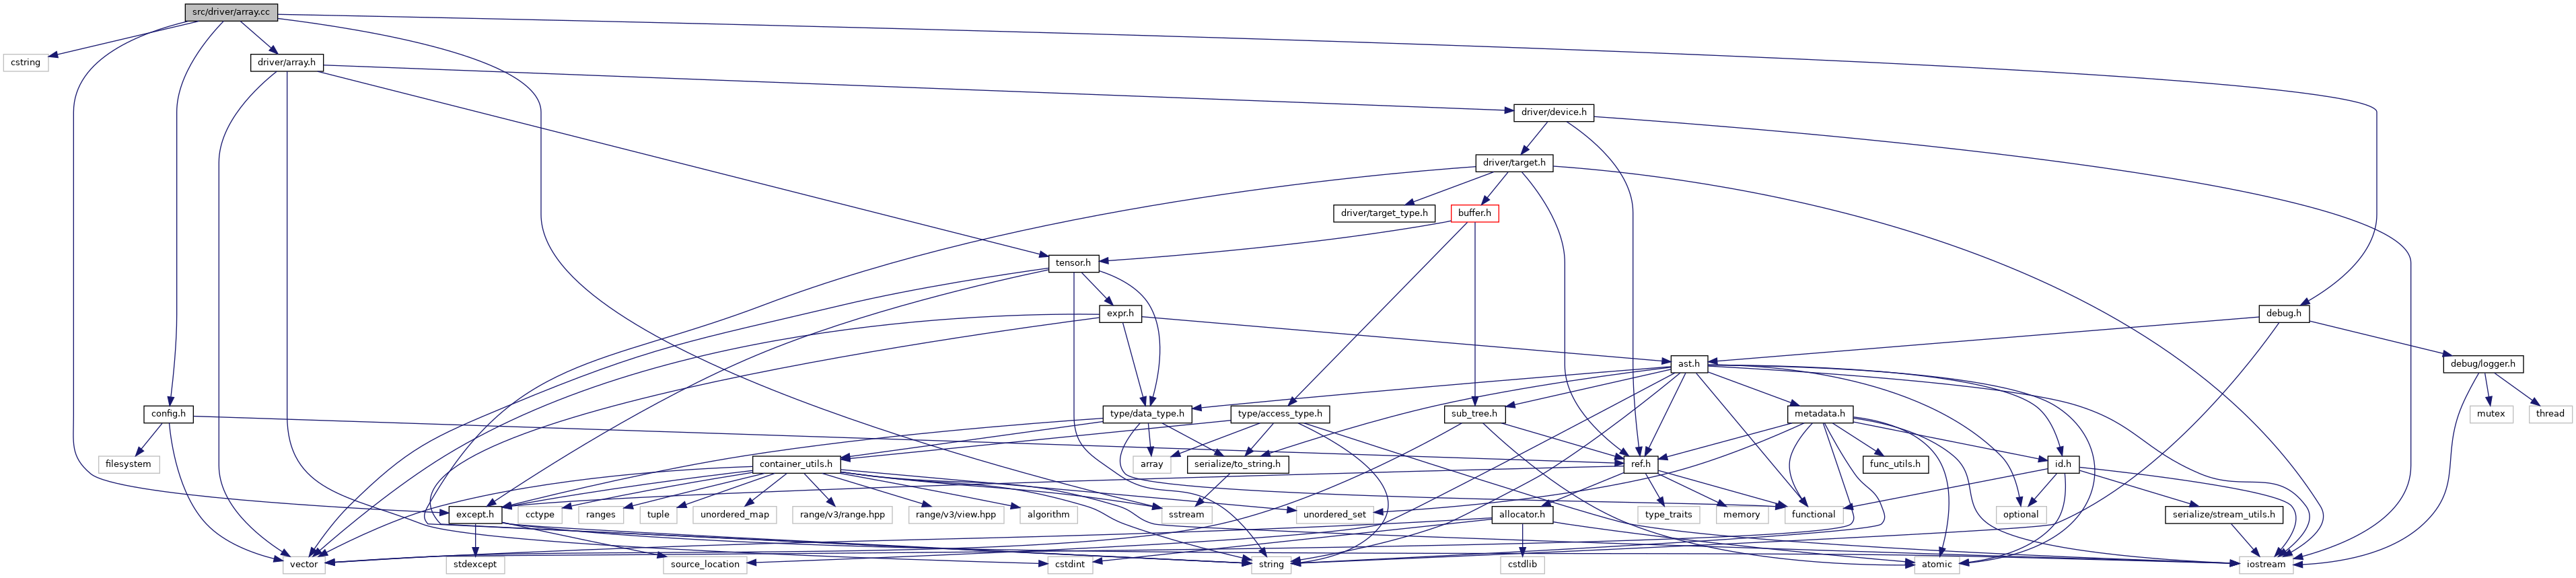 src/driver/array.cc
cstring
driver/array.h
driver/device.h
driver/target.h
driver/target_type.h
buffer.h
tensor.h
expr.h
debug.h
ast.h
debug/logger.h
config.h
type/data_type.h
type/access_type.h
sub_tree.h
metadata.h
mutex
thread
filesystem
container_utils.h
array
serialize/to_string.h
ref.h
func_utils.h
id.h
except.h
cctype
ranges
tuple
unordered_map
range/v3/range.hpp
range/v3/view.hpp
algorithm
sstream
unordered_set
allocator.h
type_traits
memory
functional
optional
serialize/stream_utils.h
vector
stdexcept
source_location
cstdint
string
cstdlib
atomic
iostream